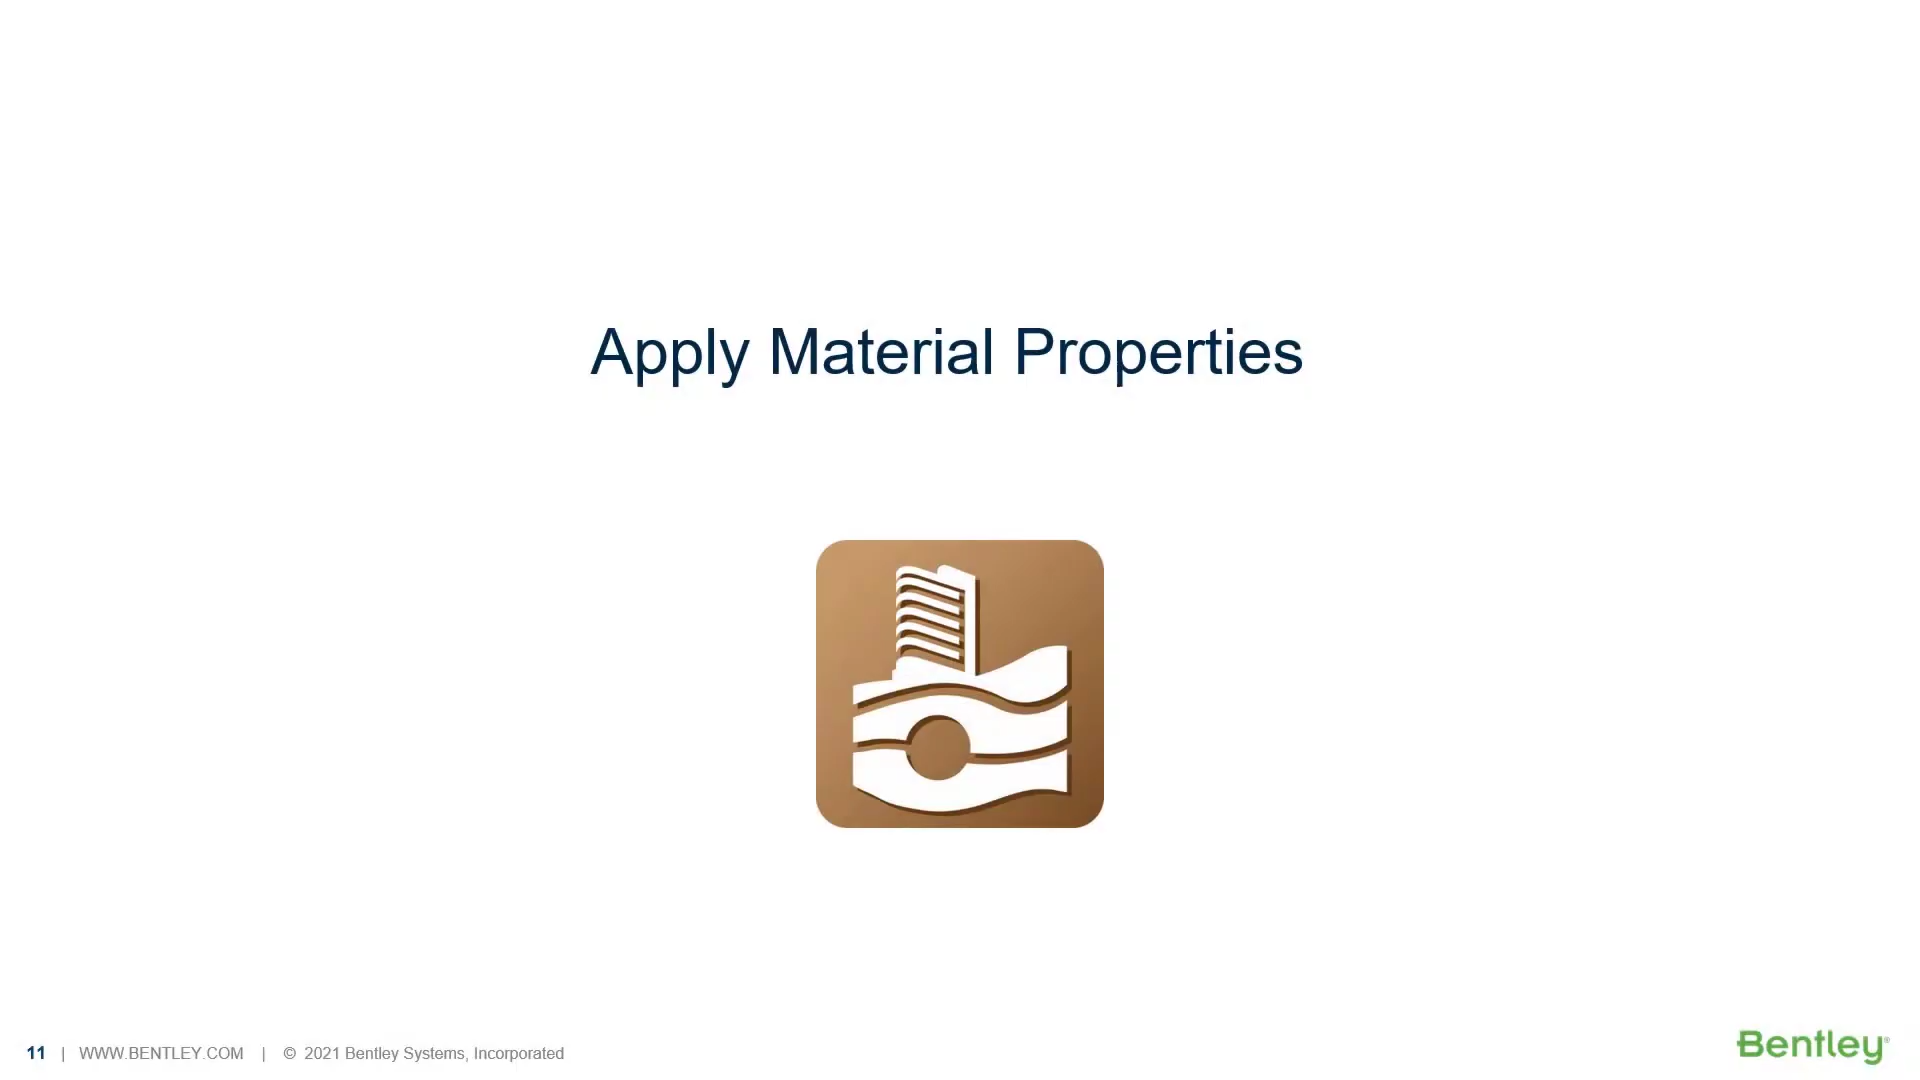 Apply Material Properties
11 | WWW.BENTLEY.COM | © 2021 Bentley Systems, Incorporated
Bentley®